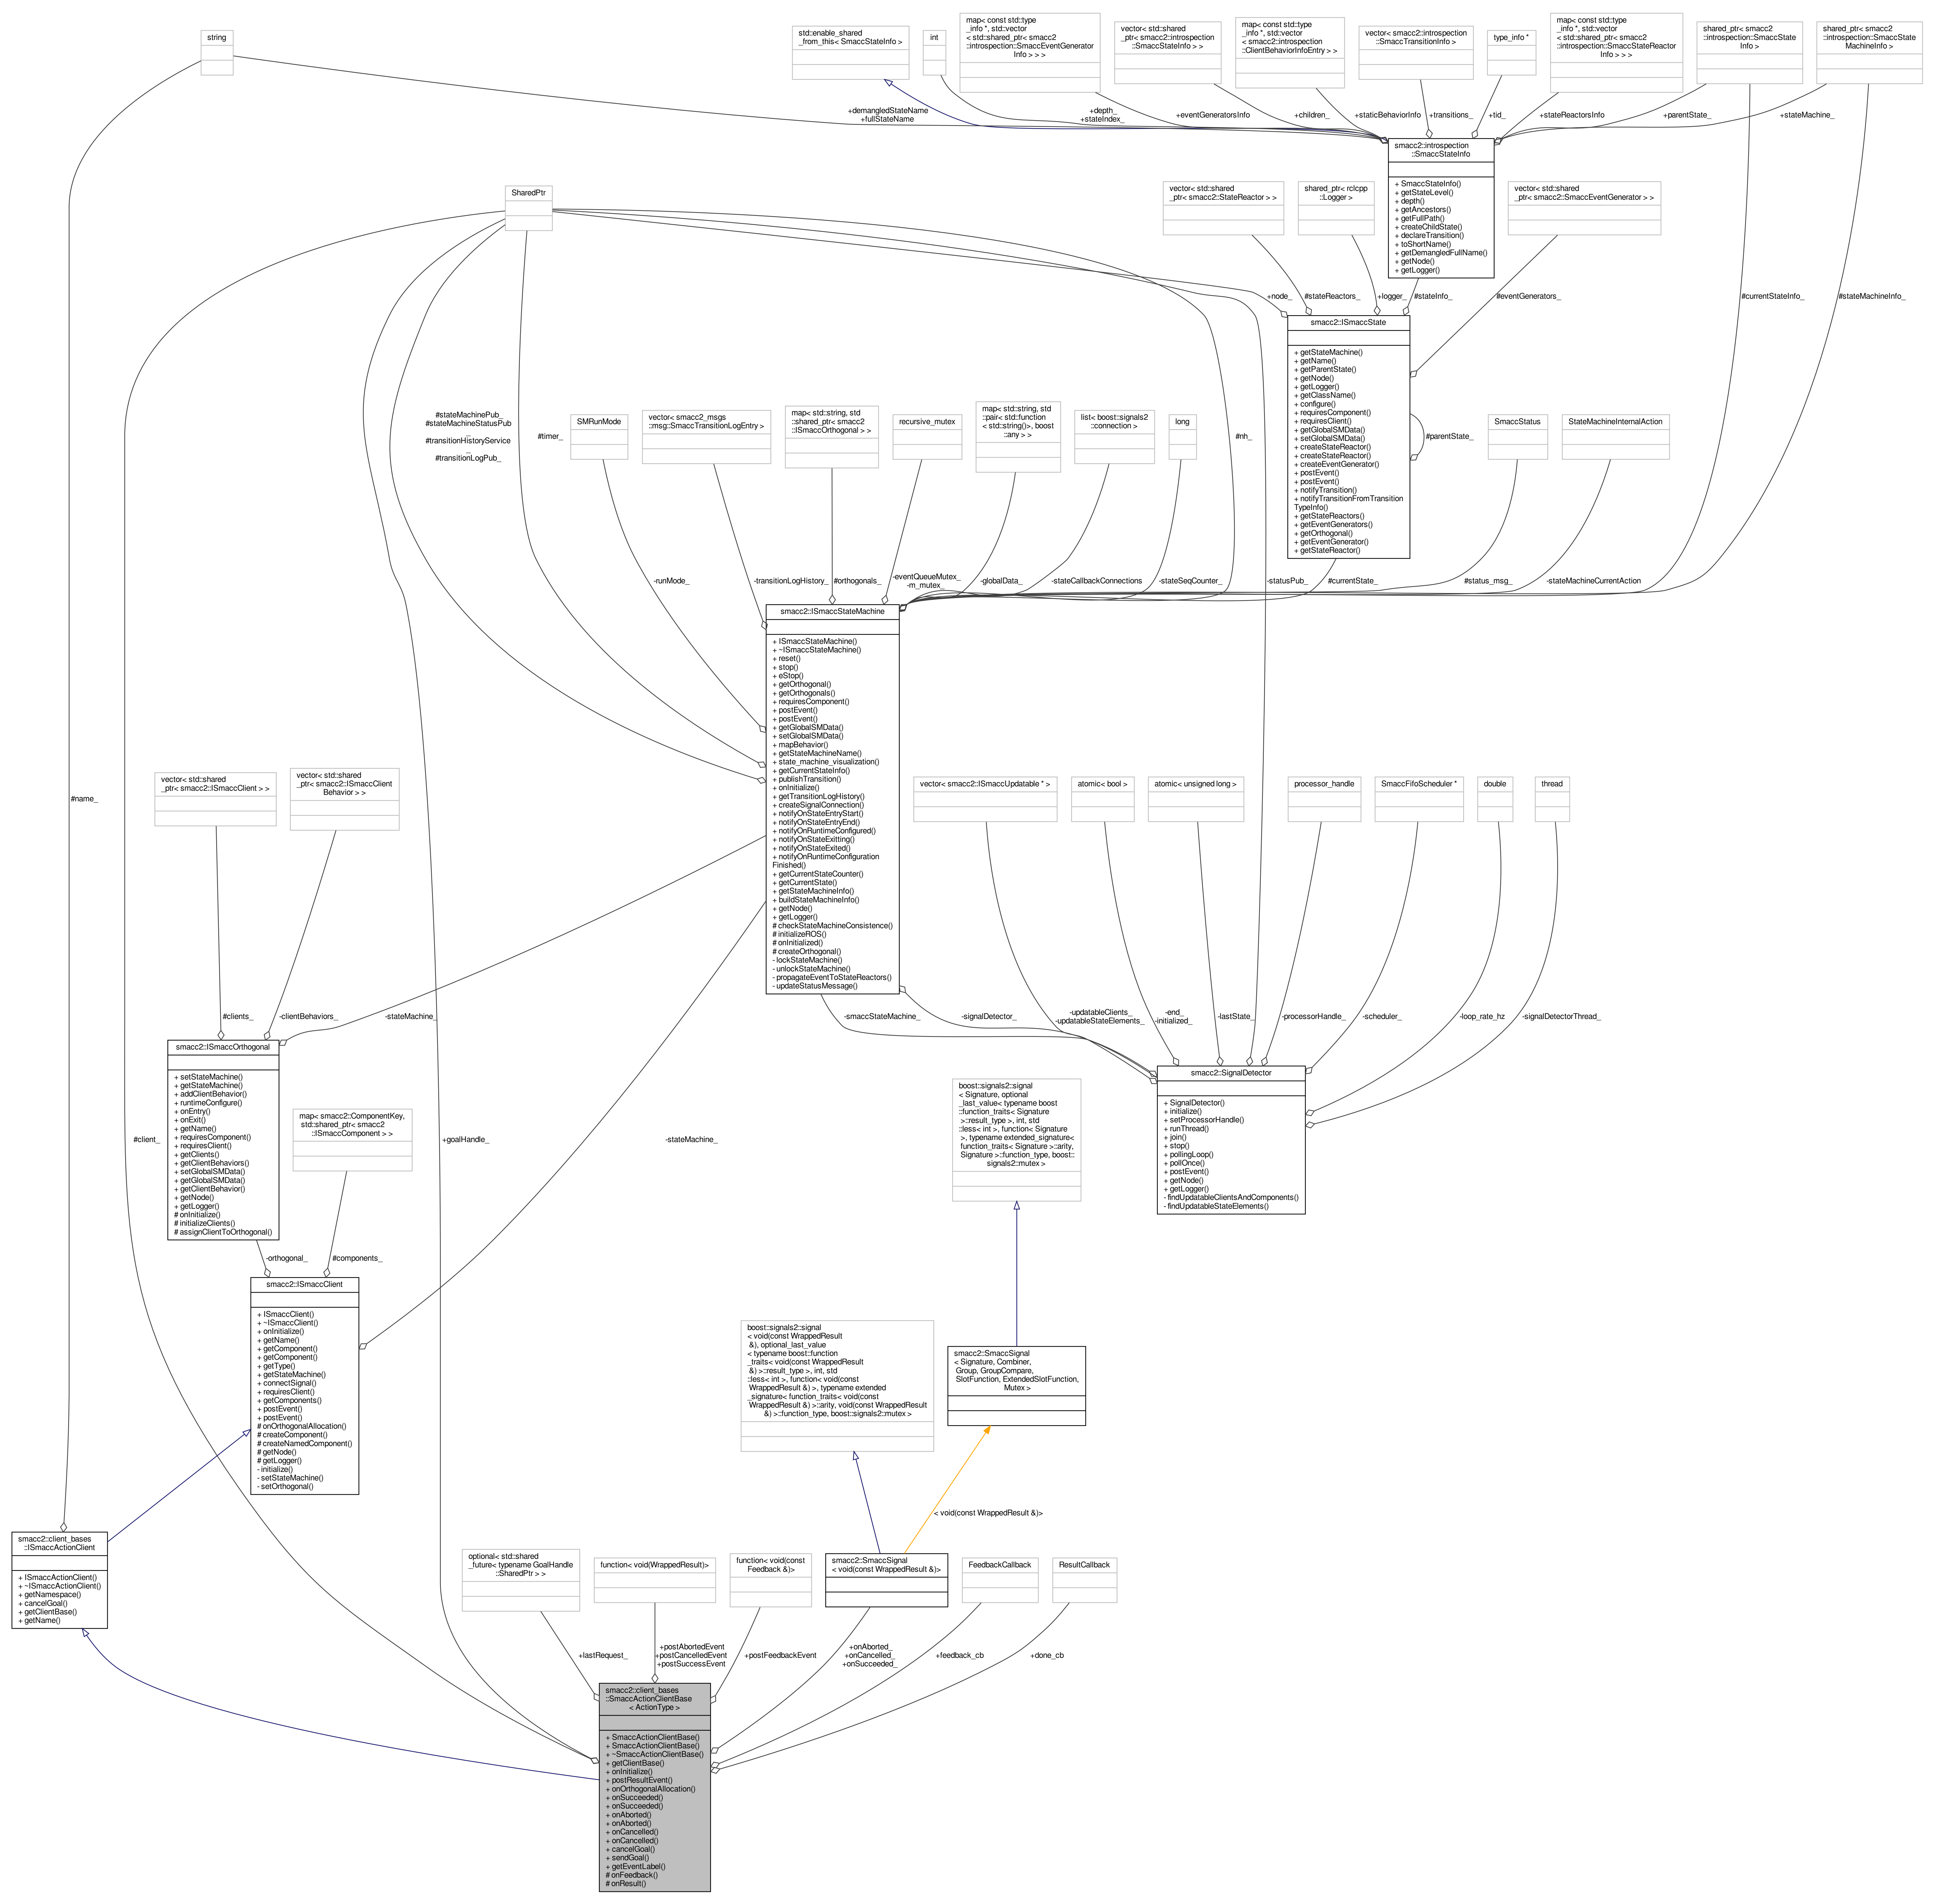 string
std::enable_shared
_from_this< SmaccStateInfo >
int
map< const std::type
_info *, std::vector
< std::shared_ptr< smacc2
::introspection::SmaccEventGenerator
Info > > >
vector< std::shared
_ptr< smacc2::introspection
::SmaccStateInfo > >
map< const std::type
_info *, std::vector
< smacc2::introspection
::ClientBehaviorInfoEntry > >
vector< smacc2::introspection
::SmaccTransitionInfo >
type_info *
map< const std::type
_info *, std::vector
< std::shared_ptr< smacc2
::introspection::SmaccStateReactor
Info > > >
shared_ptr< smacc2
::introspection::SmaccState
Info >
shared_ptr< smacc2
::introspection::SmaccState
MachineInfo >
+demangledStateName
+fullStateName
+depth_
+stateIndex_
+eventGeneratorsInfo
+children_
+staticBehaviorInfo
+transitions_
+tid_
+stateReactorsInfo
+parentState_
+stateMachine_
smacc2::introspection
::SmaccStateInfo
+ SmaccStateInfo()
+ getStateLevel()
+ depth()
+ getAncestors()
+ getFullPath()
+ createChildState()
+ declareTransition()
+ toShortName()
+ getDemangledFullName()
+ getNode()
+ getLogger()
SharedPtr
vector< std::shared
_ptr< smacc2::StateReactor > >
shared_ptr< rclcpp
::Logger >
vector< std::shared
_ptr< smacc2::SmaccEventGenerator > >
+node_
#stateReactors_
+logger_
#stateInfo_
#eventGenerators_
#currentStateInfo_
#stateMachineInfo_
smacc2::ISmaccState
+ getStateMachine()
+ getName()
+ getParentState()
+ getNode()
+ getLogger()
+ getClassName()
+ configure()
+ requiresComponent()
+ requiresClient()
+ getGlobalSMData()
+ setGlobalSMData()
+ createStateReactor()
+ createStateReactor()
+ createEventGenerator()
+ postEvent()
+ postEvent()
+ notifyTransition()
+ notifyTransitionFromTransition
TypeInfo()
+ getStateReactors()
+ getEventGenerators()
+ getOrthogonal()
+ getEventGenerator()
+ getStateReactor()
#parentState_
#stateMachinePub_
#stateMachineStatusPub
_
#transitionHistoryService
_
#transitionLogPub_
#timer_
#nh_
SMRunMode
vector< smacc2_msgs
::msg::SmaccTransitionLogEntry >
map< std::string, std
::shared_ptr< smacc2
::ISmaccOrthogonal > >
recursive_mutex
map< std::string, std
::pair< std::function
< std::string()>, boost
::any > >
list< boost::signals2
::connection >
long
SmaccStatus
StateMachineInternalAction
-runMode_
-transitionLogHistory_
#orthogonals_
-eventQueueMutex_
-m_mutex_
-globalData_
-stateCallbackConnections
-stateSeqCounter_
-statusPub_
#currentState_
#status_msg_
-stateMachineCurrentAction
smacc2::ISmaccStateMachine
+ ISmaccStateMachine()
+ ~ISmaccStateMachine()
+ reset()
+ stop()
+ eStop()
+ getOrthogonal()
+ getOrthogonals()
+ requiresComponent()
+ postEvent()
+ postEvent()
+ getGlobalSMData()
+ setGlobalSMData()
+ mapBehavior()
+ getStateMachineName()
+ state_machine_visualization()
+ getCurrentStateInfo()
+ publishTransition()
+ onInitialize()
+ getTransitionLogHistory()
+ createSignalConnection()
+ notifyOnStateEntryStart()
+ notifyOnStateEntryEnd()
+ notifyOnRuntimeConfigured()
+ notifyOnStateExitting()
+ notifyOnStateExited()
+ notifyOnRuntimeConfiguration
Finished()
+ getCurrentStateCounter()
+ getCurrentState()
+ getStateMachineInfo()
+ buildStateMachineInfo()
+ getNode()
+ getLogger()
# checkStateMachineConsistence()
# initializeROS()
# onInitialized()
# createOrthogonal()
- lockStateMachine()
- unlockStateMachine()
- propagateEventToStateReactors()
- updateStatusMessage()
#name_
vector< std::shared
_ptr< smacc2::ISmaccClient > >
vector< std::shared
_ptr< smacc2::ISmaccClient
Behavior > >
vector< smacc2::ISmaccUpdatable * >
atomic< bool >
atomic< unsigned long >
processor_handle
SmaccFifoScheduler *
double
thread
#clients_
-clientBehaviors_
-stateMachine_
-smaccStateMachine_
-signalDetector_
-updatableClients_
-updatableStateElements_
-end_
-initialized_
-lastState_
-processorHandle_
-scheduler_
-loop_rate_hz
-signalDetectorThread_
smacc2::ISmaccOrthogonal
+ setStateMachine()
+ getStateMachine()
+ addClientBehavior()
+ runtimeConfigure()
+ onEntry()
+ onExit()
+ getName()
+ requiresComponent()
+ requiresClient()
+ getClients()
+ getClientBehaviors()
+ setGlobalSMData()
+ getGlobalSMData()
+ getClientBehavior()
+ getNode()
+ getLogger()
# onInitialize()
# initializeClients()
# assignClientToOrthogonal()
smacc2::SignalDetector
+ SignalDetector()
+ initialize()
+ setProcessorHandle()
+ runThread()
+ join()
+ stop()
+ pollingLoop()
+ pollOnce()
+ postEvent()
+ getNode()
+ getLogger()
- findUpdatableClientsAndComponents()
- findUpdatableStateElements()
boost::signals2::signal
< Signature, optional
_last_value< typename boost
::function_traits< Signature
>::result_type >, int, std
::less< int >, function< Signature
>, typename extended_signature<
function_traits< Signature >::arity,
Signature >::function_type, boost::
signals2::mutex >
map< smacc2::ComponentKey,
std::shared_ptr< smacc2
::ISmaccComponent > >
#client_
+goalHandle_
-stateMachine_
-orthogonal_
#components_
smacc2::ISmaccClient
+ ISmaccClient()
+ ~ISmaccClient()
+ onInitialize()
+ getName()
+ getComponent()
+ getComponent()
+ getType()
+ getStateMachine()
+ connectSignal()
+ requiresClient()
+ getComponents()
+ postEvent()
+ postEvent()
# onOrthogonalAllocation()
# createComponent()
# createNamedComponent()
# getNode()
# getLogger()
- initialize()
- setStateMachine()
- setOrthogonal()
boost::signals2::signal
< void(const WrappedResult
&), optional_last_value
< typename boost::function
_traits< void(const WrappedResult
&) >::result_type >, int, std
::less< int >, function< void(const
WrappedResult &) >, typename extended
_signature< function_traits< void(const
WrappedResult &) >::arity, void(const WrappedResult
&) >::function_type, boost::signals2::mutex >
smacc2::SmaccSignal
< Signature, Combiner,
Group, GroupCompare,
SlotFunction, ExtendedSlotFunction,
Mutex >
< void(const WrappedResult &)>
smacc2::client_bases
::ISmaccActionClient
+ ISmaccActionClient()
+ ~ISmaccActionClient()
+ getNamespace()
+ cancelGoal()
+ getClientBase()
+ getName()
optional< std::shared
_future< typename GoalHandle
::SharedPtr > >
function< void(WrappedResult)>
function< void(const
Feedback &)>
smacc2::SmaccSignal
< void(const WrappedResult &)>
FeedbackCallback
ResultCallback
+lastRequest_
+postAbortedEvent
+postCancelledEvent
+postSuccessEvent
+postFeedbackEvent
+onAborted_
+onCancelled_
+onSucceeded_
+feedback_cb
+done_cb
smacc2::client_bases
::SmaccActionClientBase
< ActionType >
+ SmaccActionClientBase()
+ SmaccActionClientBase()
+ ~SmaccActionClientBase()
+ getClientBase()
+ onInitialize()
+ postResultEvent()
+ onOrthogonalAllocation()
+ onSucceeded()
+ onSucceeded()
+ onAborted()
+ onAborted()
+ onCancelled()
+ onCancelled()
+ cancelGoal()
+ sendGoal()
+ getEventLabel()
# onFeedback()
# onResult()